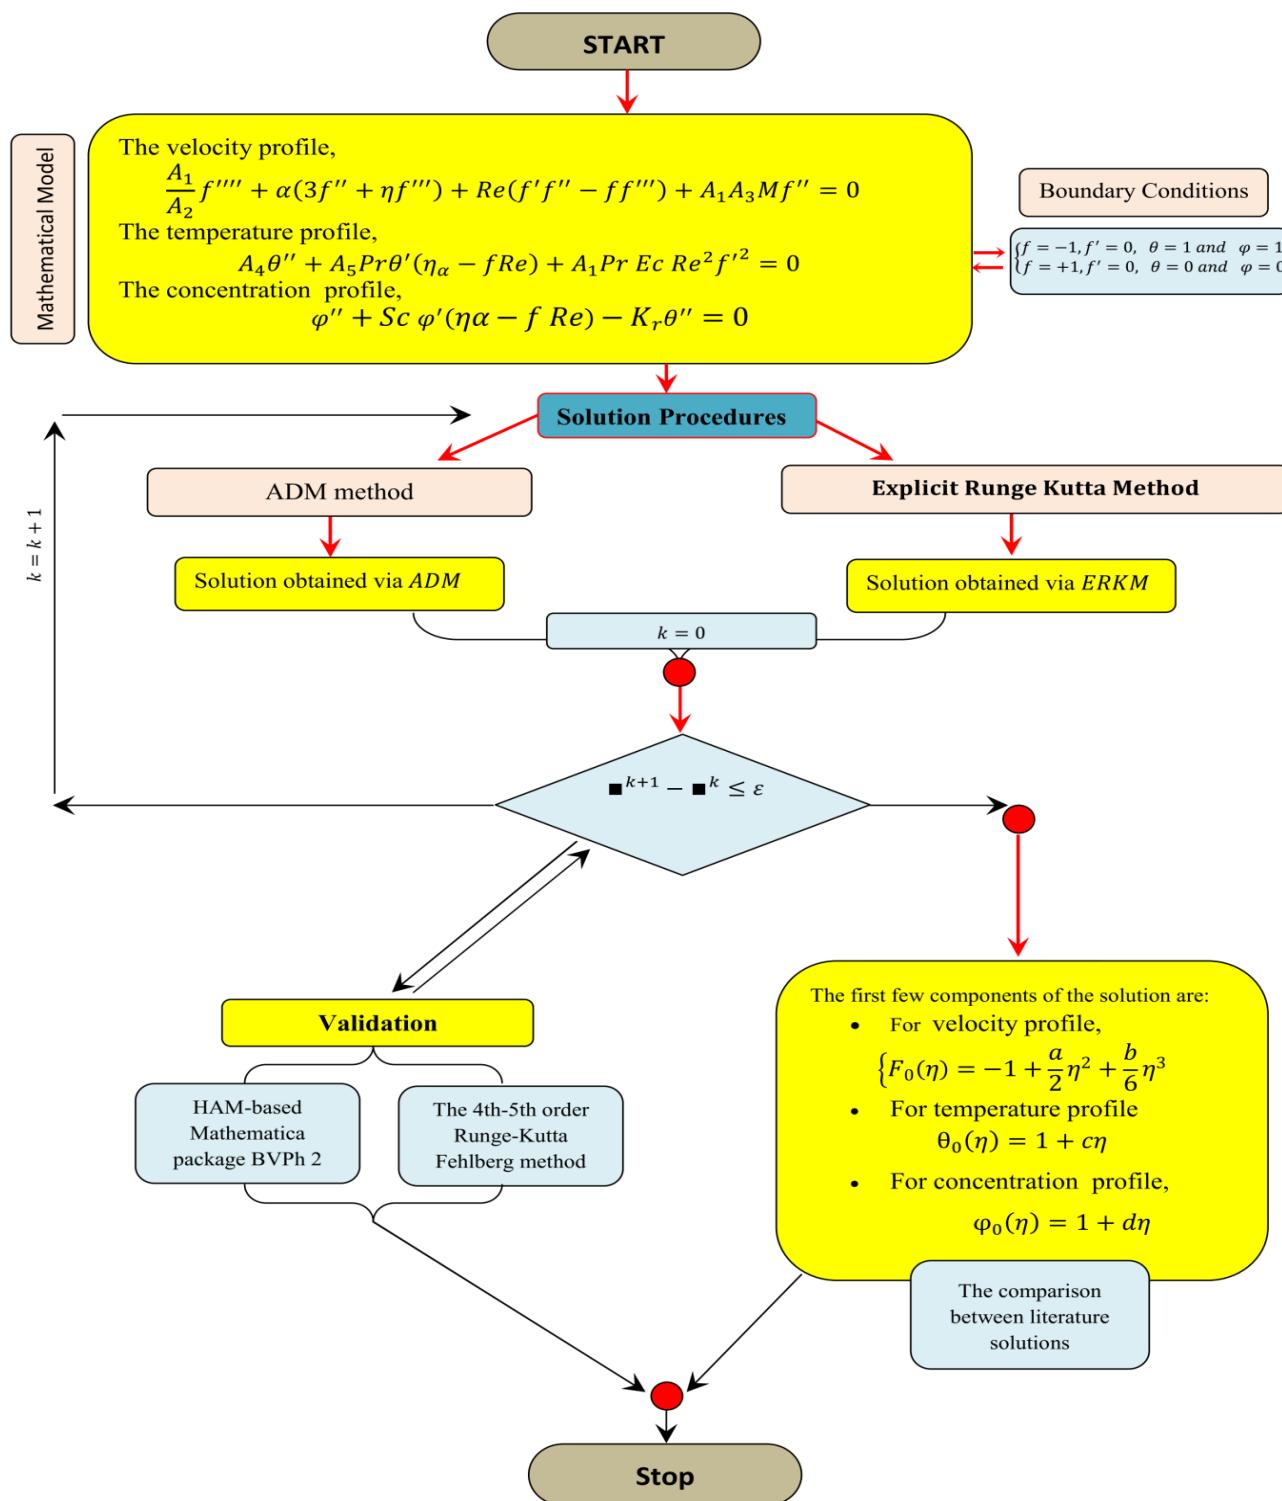 START
Mathematical Model
The velocity profile,
A₁/A₂ f'''' + α(3f'' + ηf''') + Re(f'f'' − ff''') + A₁A₃Mf'' = 0
The temperature profile,
A₄θ'' + A₅Prθ'(η_α − fRe) + A₁Pr Ec Re² f'² = 0
The concentration profile,
φ'' + Sc φ'(ηα − f Re) − K_rθ'' = 0
Boundary Conditions
{f = −1, f' = 0, θ = 1 and φ = 1
{f = +1, f' = 0, θ = 0 and φ = 0
Solution Procedures
ADM method
Explicit Runge Kutta Method
k = k + 1
Solution obtained via ADM
Solution obtained via ERKM
k = 0
■ᵏ⁺¹ − ■ᵏ ≤ ε
Validation
HAM-based
Mathematica
package BVPh 2
The 4th-5th order
Runge-Kutta
Fehlberg method
The first few components of the solution are:
• For velocity profile,
{F₀(η) = −1 + a/2 η² + b/6 η³
• For temperature profile
θ₀(η) = 1 + cη
• For concentration profile,
φ₀(η) = 1 + dη
The comparison
between literature
solutions
Stop